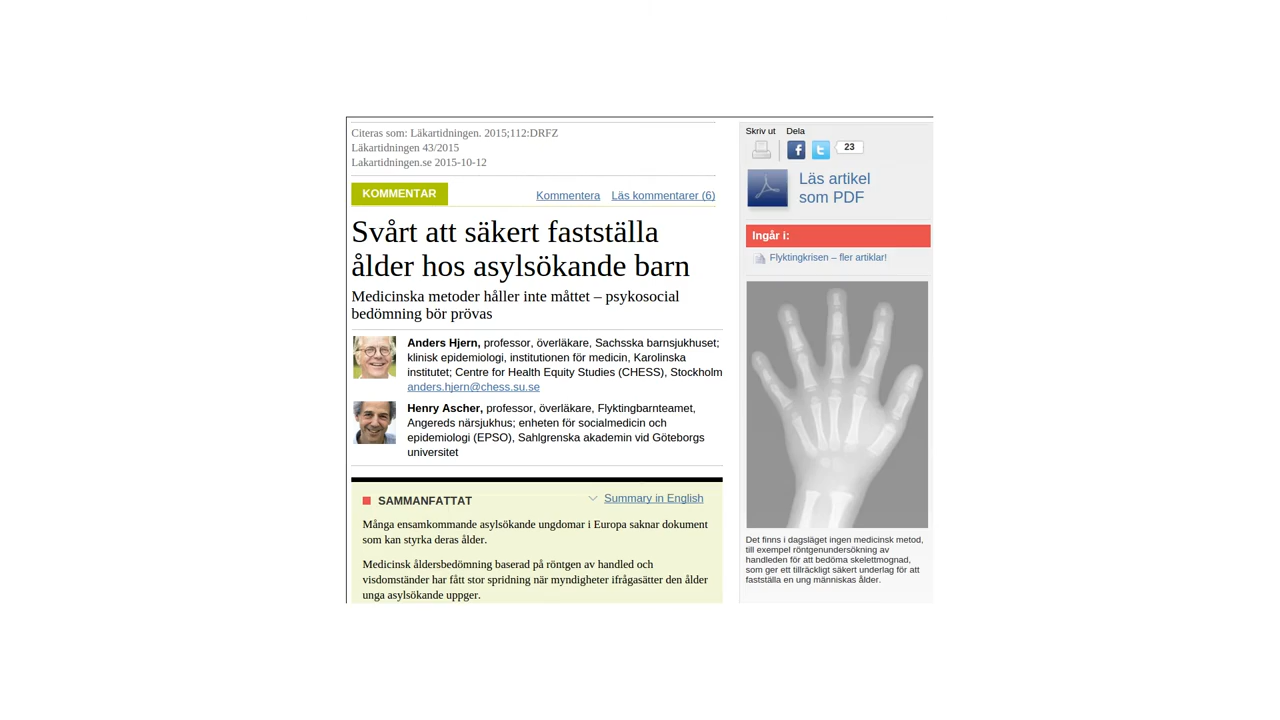 Citeras som: Läkartidningen. 2015;112:DRFZ
Läkartidningen 43/2015
Lakartidningen.se 2015-10-12
KOMMENTAR
Kommentera Läs kommentarer (6)
Svårt att säkert fastställa
ålder hos asylsökande barn
Medicinska metoder håller inte måttet – psykosocial
bedömning bör prövas
Anders Hjern, professor, överläkare, Sachsska barnsjukhuset;
klinisk epidemiologi, institutionen för medicin, Karolinska
institutet; Centre for Health Equity Studies (CHESS), Stockholm
anders.hjern@chess.su.se
Henry Ascher, professor, överläkare, Flyktingbarnteamet,
Angereds närsjukhus; enheten för socialmedicin och
epidemiologi (EPSO), Sahlgrenska akademin vid Göteborgs
universitet
SAMMANFATTAT
Summary in English
Många ensamkommande asylsökande ungdomar i Europa saknar dokument
som kan styrka deras ålder.
Medicinsk åldersbedömning baserad på röntgen av handled och
visdomständer har fått stor spridning när myndigheter ifrågasätter den ålder
unga asylsökande uppger.
Skriv ut Dela
23
Läs artikel
som PDF
Ingår i:
Flyktingkrisen – fler artiklar!
Det finns i dagsläget ingen medicinsk metod,
till exempel röntgenundersökning av
handleden för att bedöma skelettmognad,
som ger ett tillräckligt säkert underlag för att
fastställa en ung människas ålder.